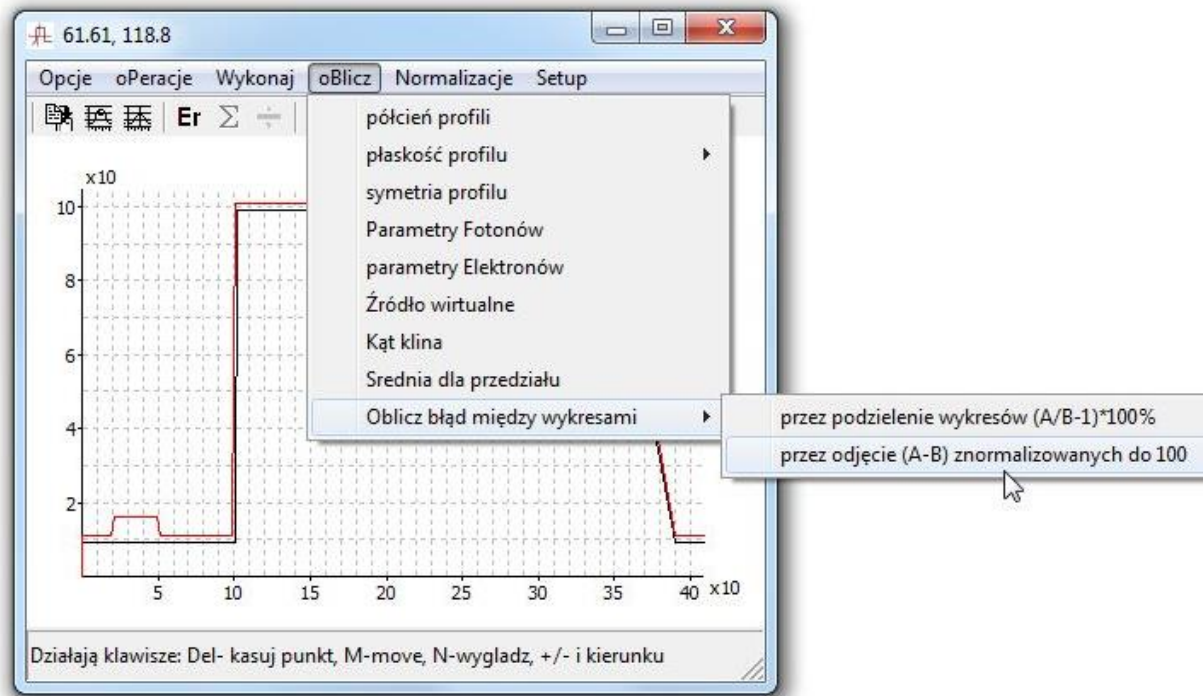 61.61, 118.8
Opcje oPeracje Wykonaj oBlicz Normalizacje Setup
Er Σ ÷
półcień profili
płaskość profilu
symetria profilu
Parametry Fotonów
parametry Elektronów
Źródło wirtualne
Kąt klina
Srednia dla przedziału
Oblicz błąd między wykresami
przez podzielenie wykresów (A/B-1)*100%
przez odjęcie (A-B) znormalizowanych do 100
x10
10
8
6
4
2
5 10 15 20 25 30 35 40 x10
Działają klawisze: Del- kasuj punkt, M-move, N-wygladz, +/- i kierunku